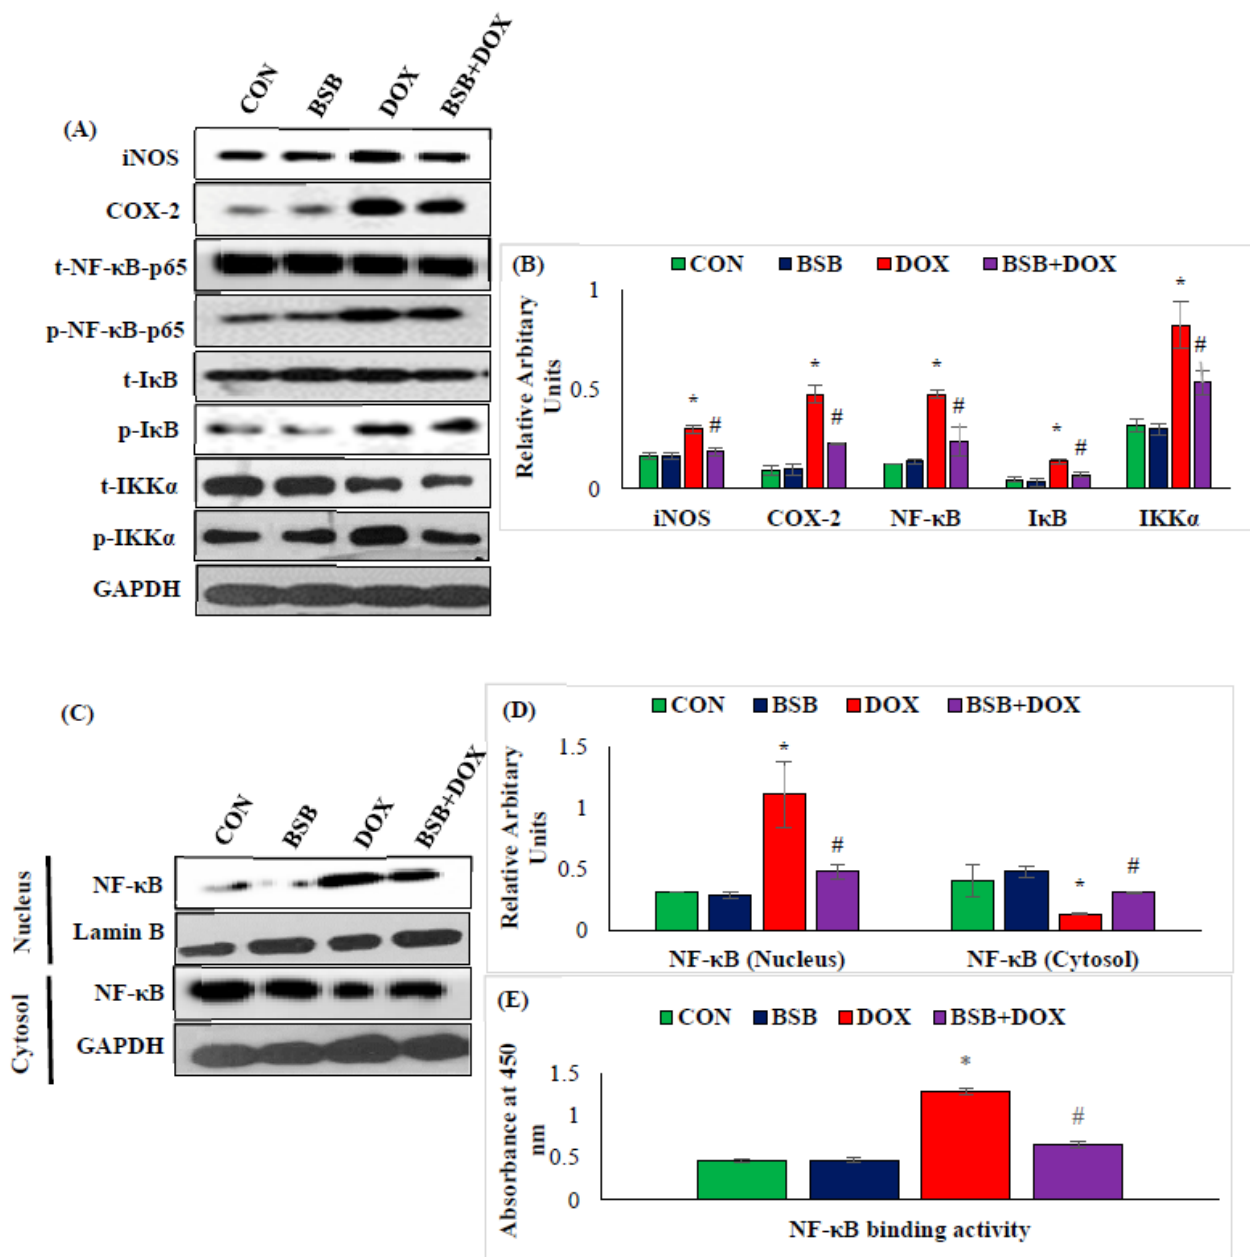 (A)
CON BSB DOX BSB+DOX
iNOS
COX-2
t-NF-κB-p65
p-NF-κB-p65
t-IκB
p-IκB
t-IKKα
p-IKKα
GAPDH
(B)
CON BSB DOX BSB+DOX
Relative Arbitary
Units
1
0.5
0
* # * # * # * # * #
iNOS COX-2 NF-κB IκB IKKα
(C)
CON BSB DOX BSB+DOX
Nucleus
NF-κB
Lamin B
Cytosol
NF-κB
GAPDH
(D)
CON BSB DOX BSB+DOX
Relative Arbitary
Units
1.5
1
0.5
0
* # * #
NF-κB (Nucleus) NF-κB (Cytosol)
(E)
CON BSB DOX BSB+DOX
Absorbance at 450
nm
1.5
1
0.5
0
* #
NF-κB binding activity